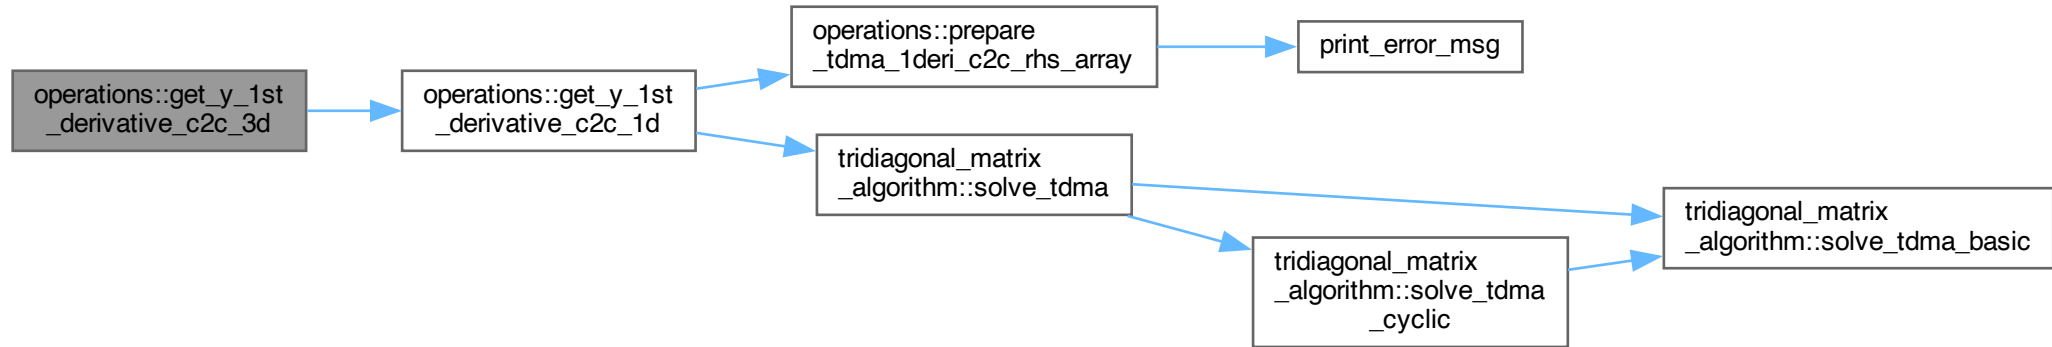 operations::get_y_1st
_derivative_c2c_3d
operations::get_y_1st
_derivative_c2c_1d
operations::prepare
_tdma_1deri_c2c_rhs_array
print_error_msg
tridiagonal_matrix
_algorithm::solve_tdma
tridiagonal_matrix
_algorithm::solve_tdma
_cyclic
tridiagonal_matrix
_algorithm::solve_tdma_basic